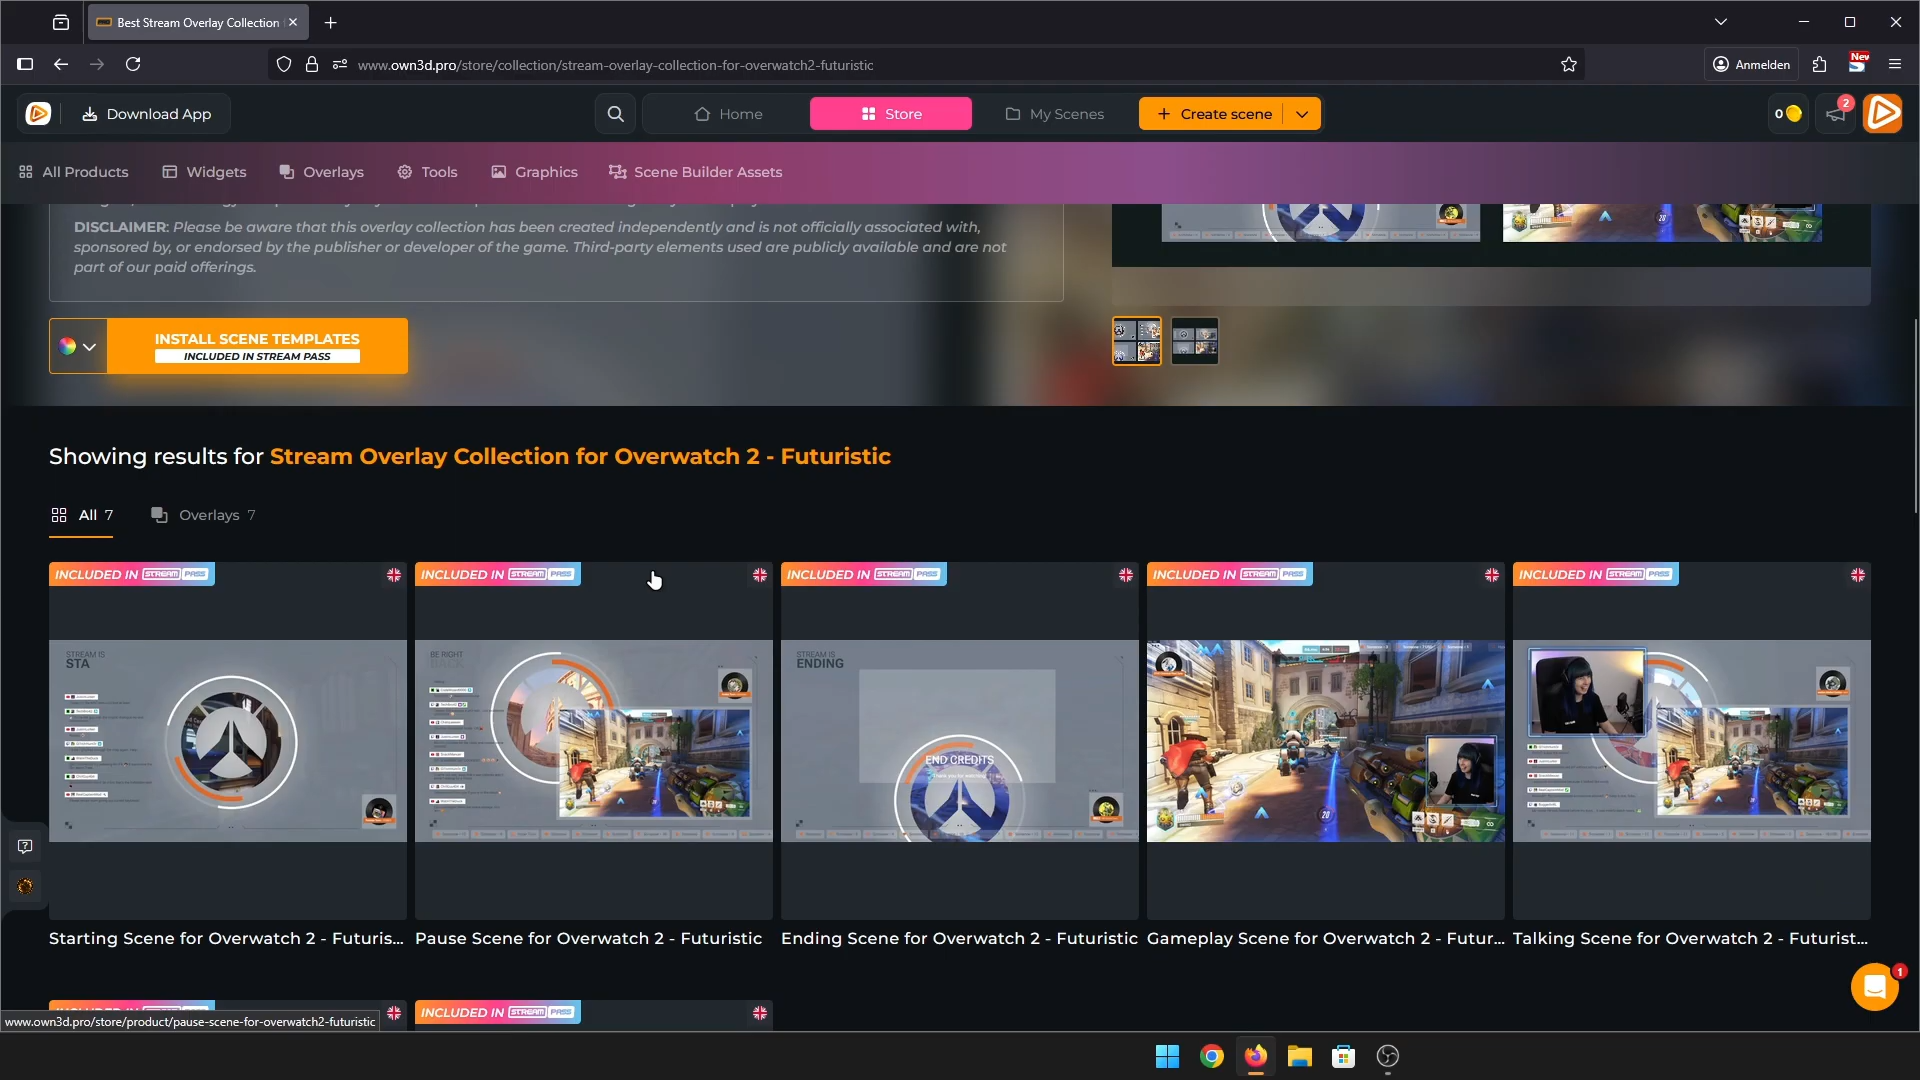 Best Stream Overlay Collection
www.own3d.pro/store/collection/stream-overlay-collection-for-overwatch2-futuristic
Anmelden
New
Download App
Home
Store
My Scenes
Create scene
0
2
All Products
Widgets
Overlays
Tools
Graphics
Scene Builder Assets
DISCLAIMER: Please be aware that this overlay collection has been created independently and is not officially associated with,
sponsored by, or endorsed by the publisher or developer of the game. Third-party elements used are publicly available and are not
part of our paid offerings.
INSTALL SCENE TEMPLATES
INCLUDED IN STREAM PASS
Showing results for Stream Overlay Collection for Overwatch 2 - Futuristic
All 7
Overlays 7
INCLUDED IN STREAM PASS
INCLUDED IN STREAM PASS
INCLUDED IN STREAM PASS
INCLUDED IN STREAM PASS
INCLUDED IN STREAM PASS
STREAM IS
STA
BE RIGHT
BACK
STREAM IS
ENDING
END CREDITS
20
20
Starting Scene for Overwatch 2 - Futuris...
Pause Scene for Overwatch 2 - Futuristic
Ending Scene for Overwatch 2 - Futuristic
Gameplay Scene for Overwatch 2 - Futur...
Talking Scene for Overwatch 2 - Futurist...
1
INCLUDED IN STREAM PASS
www.own3d.pro/store/product/pause-scene-for-overwatch2-futuristic